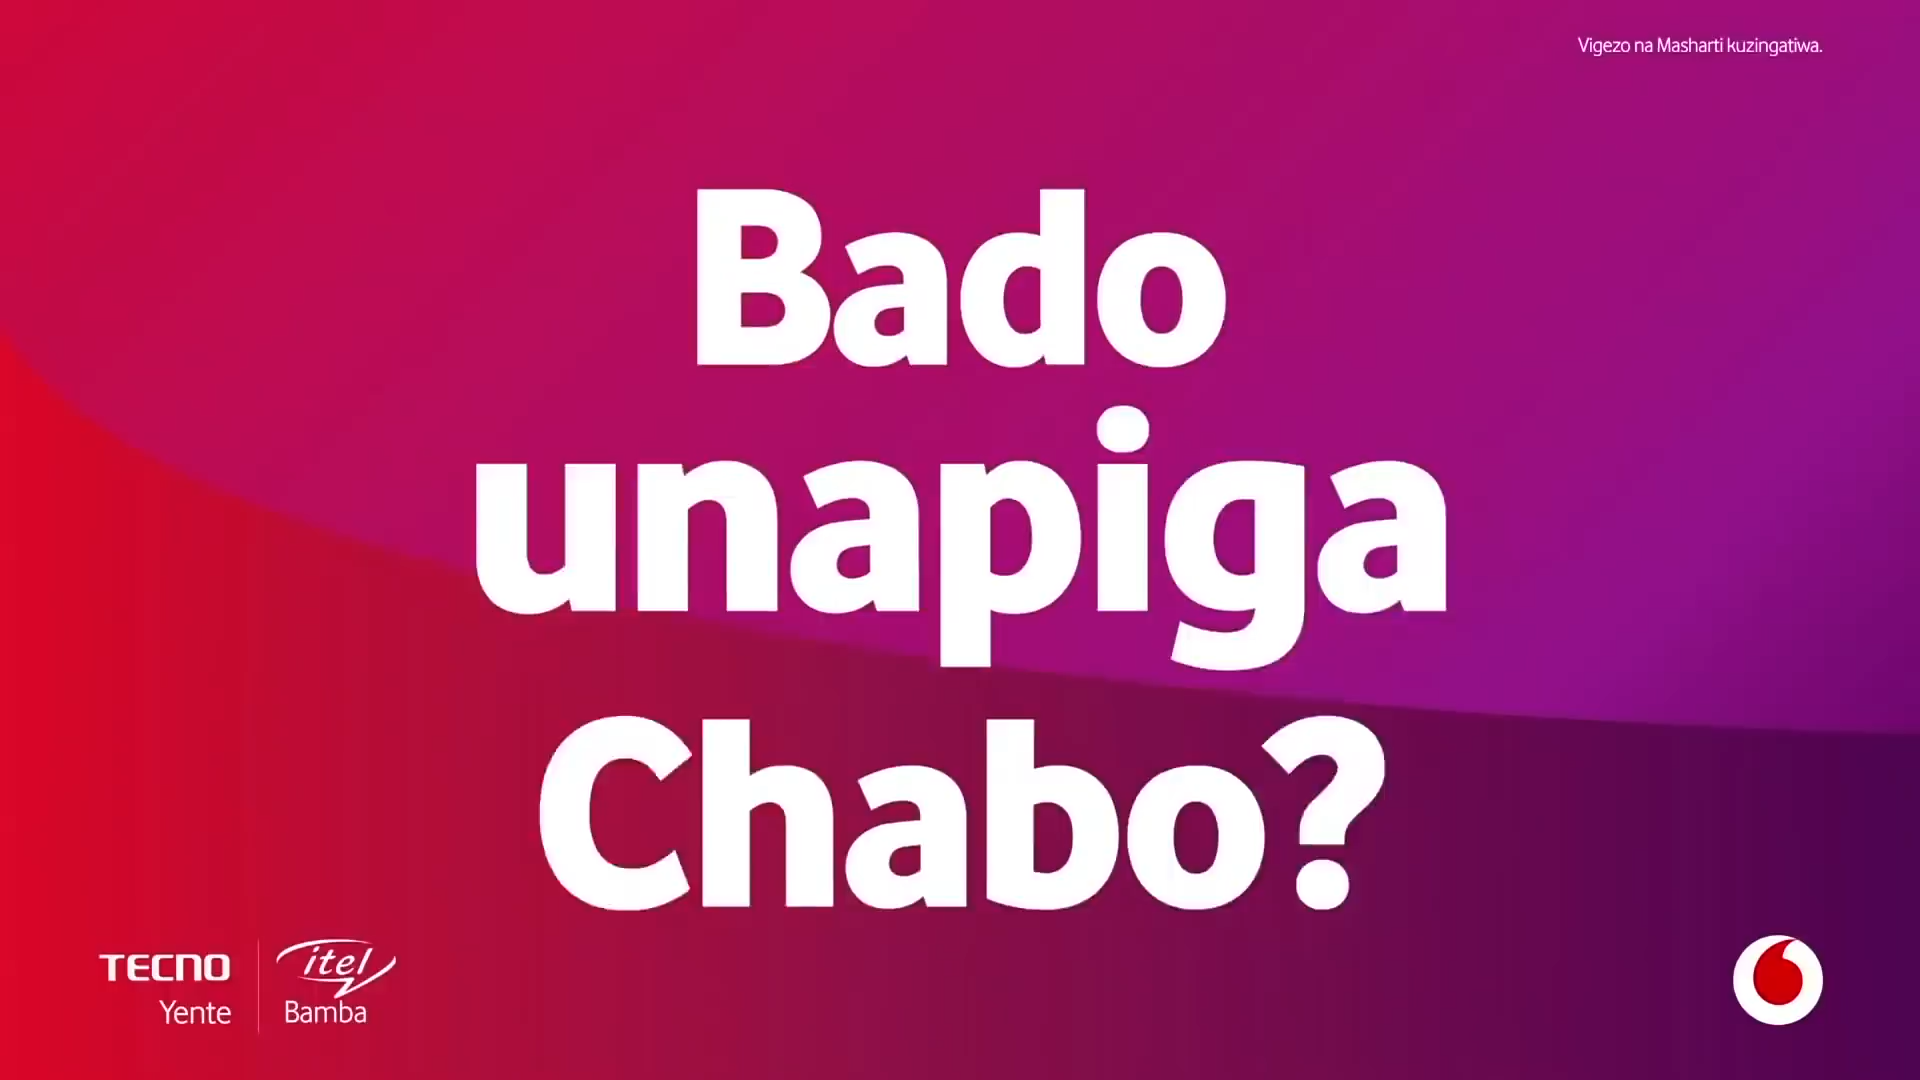 Vigezo na Masharti kuzingatiwa.
Bado
unapiga
Chabo?
TECNO
Yente
itel
Bamba